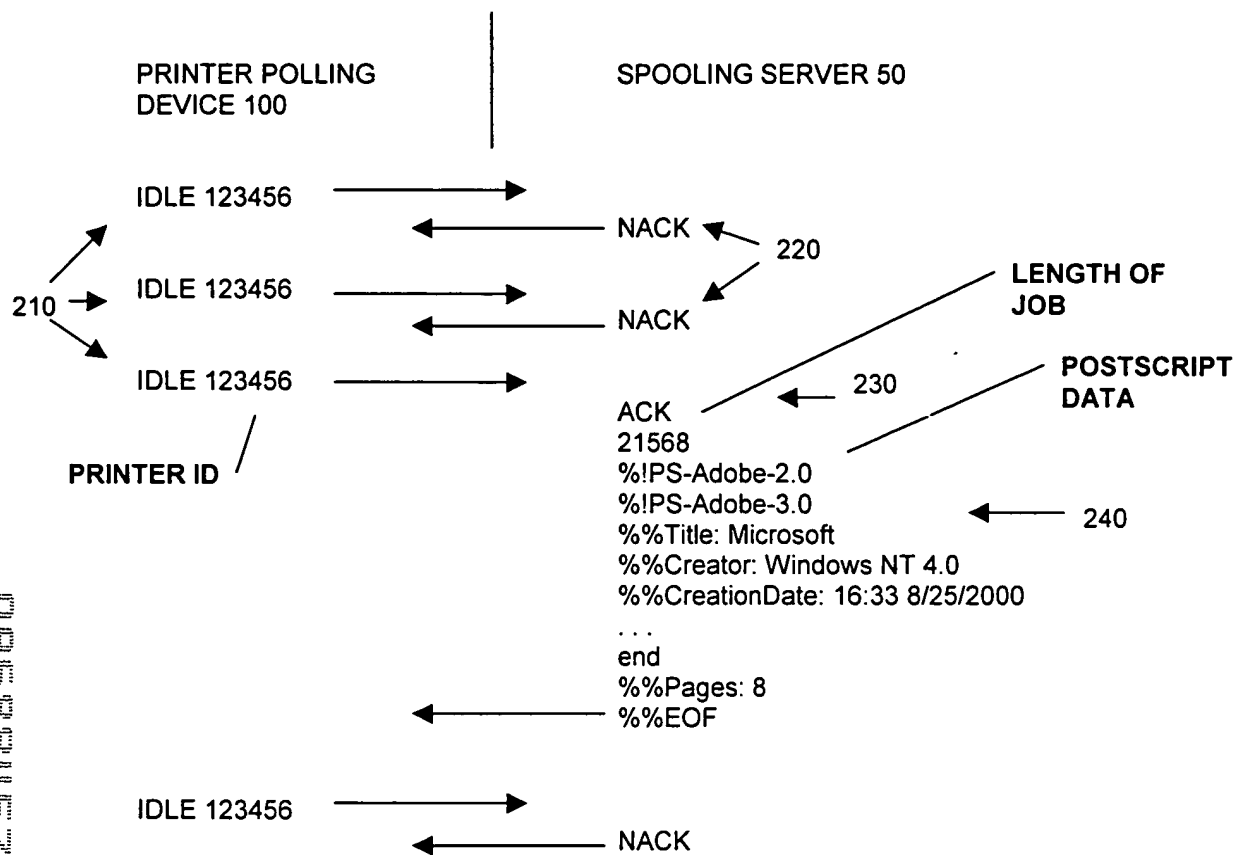 PRINTER POLLING
DEVICE 100
SPOOLING SERVER 50
IDLE 123456
NACK
220
210
IDLE 123456
NACK
LENGTH OF
JOB
IDLE 123456
230
POSTSCRIPT
DATA
PRINTER ID
ACK
21568
%!PS-Adobe-2.0
%!PS-Adobe-3.0
240
%%Title: Microsoft
%%Creator: Windows NT 4.0
%%CreationDate: 16:33 8/25/2000
. . .
end
%%Pages: 8
%%EOF
IDLE 123456
NACK